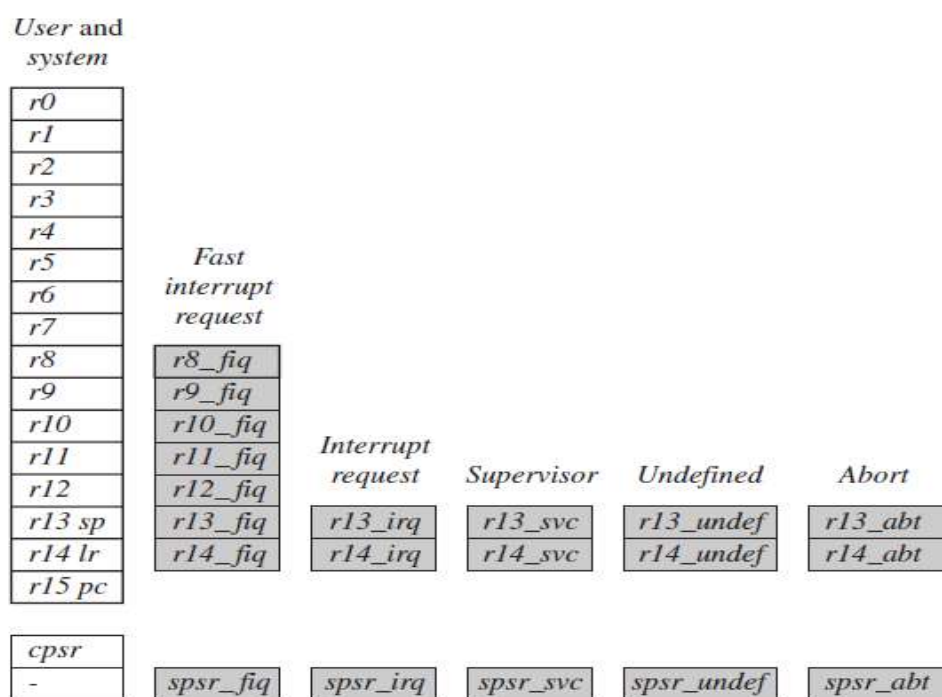 User and
system
r0
r1
r2
r3
r4
r5
r6
r7
r8
r9
r10
r11
r12
r13 sp
r14 lr
r15 pc
cpsr
-
Fast
interrupt
request
r8_fiq
r9_fiq
r10_fiq
r11_fiq
r12_fiq
r13_fiq
r14_fiq
spsr_fiq
Interrupt
request
r13_irq
r14_irq
spsr_irq
Supervisor
r13_svc
r14_svc
spsr_svc
Undefined
r13_undef
r14_undef
spsr_undef
Abort
r13_abt
r14_abt
spsr_abt